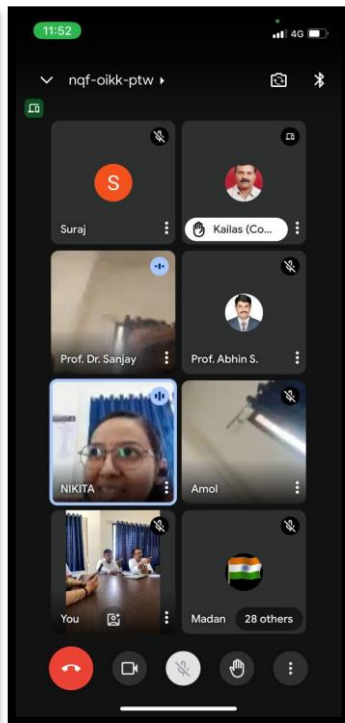 11:52
4G
nqf-oikk-ptw
S
Suraj
Kailas (Co...
Prof. Dr. Sanjay
Prof. Abhin S.
NIKITA
Amol
You
Madan
28 others